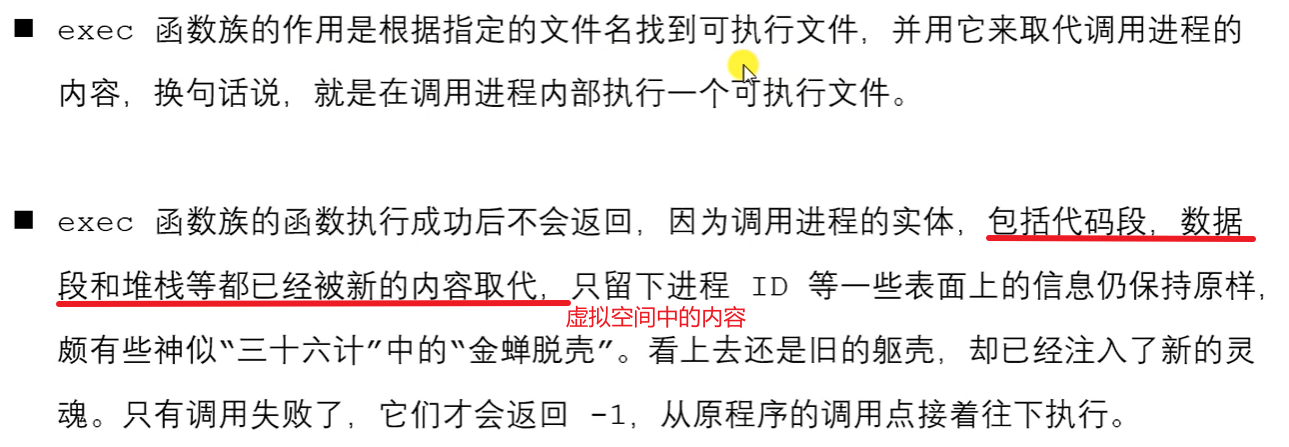 ■ exec 函数族的作用是根据指定的文件名找到可执行文件，并用它来取代调用进程的
内容，换句话说，就是在调用进程内部执行一个可执行文件。
■ exec 函数族的函数执行成功后不会返回，因为调用进程的实体，包括代码段，数据
段和堆栈等都已经被新的内容取代，只留下进程 ID 等一些表面上的信息仍保持原样，
虚拟空间中的内容
颇有些神似“三十六计”中的“金蝉脱壳”。看上去还是旧的躯壳，却已经注入了新的灵
魂。只有调用失败了，它们才会返回 -1，从原程序的调用点接着往下执行。